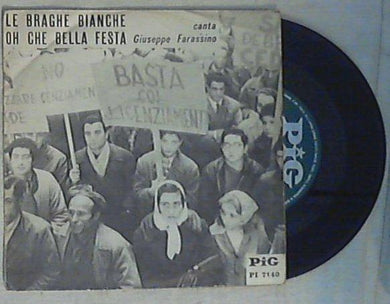 LE BRAGHE BIANCHE
OH CHE BELLA FESTA
canta
Giuseppe Farassino
NO
BASTA
COI
LICENZIAMENTI
PiG
PI 7140
PiG